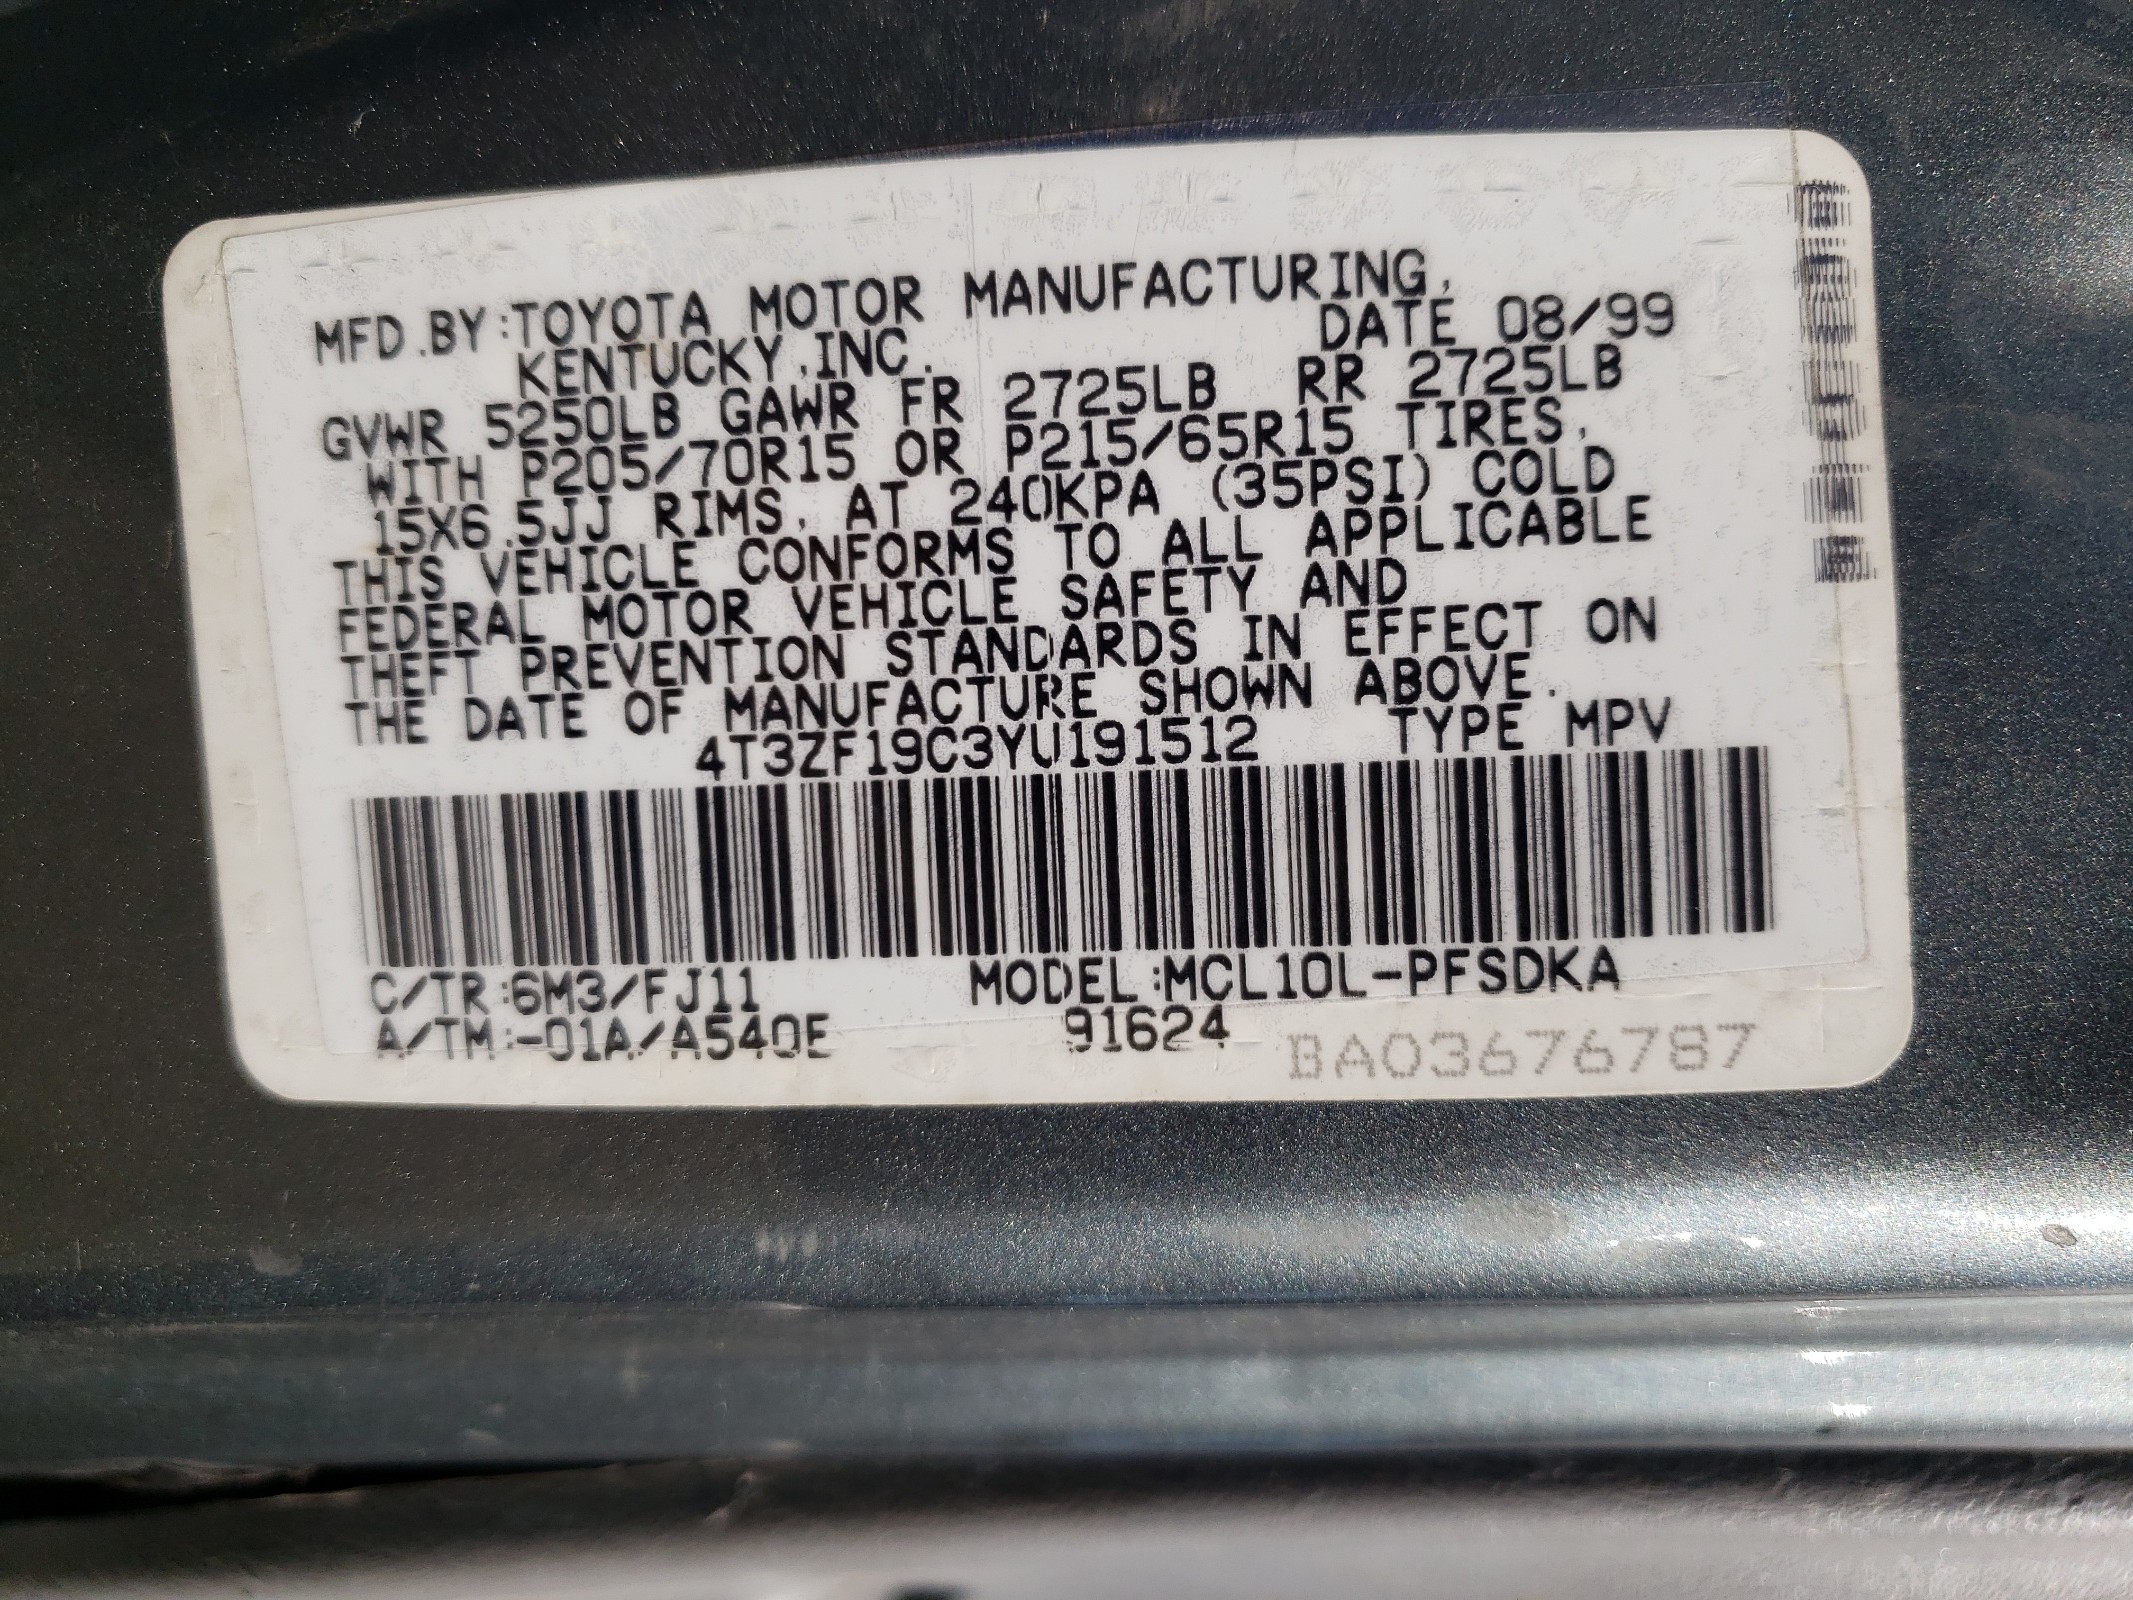 MFD.BY:TOYOTA MOTOR MANUFACTURING,
KENTUCKY,INC. DATE 08/99
GVWR 5250LB GAWR FR 2725LB RR 2725LB
WITH P205/70R15 OR P215/65R15 TIRES,
15X6.5JJ RIMS, AT 240KPA (35PSI) COLD
THIS VEHICLE CONFORMS TO ALL APPLICABLE
FEDERAL MOTOR VEHICLE SAFETY AND
THEFT PREVENTION STANDARDS IN EFFECT ON
THE DATE OF MANUFACTURE SHOWN ABOVE.
4T3ZF19C3YU191512 TYPE MPV
C/TR:6M3/FJ11 MODEL:MCL10L-PFSDKA
A/TM:-01A/A540E 91624 BA03676787